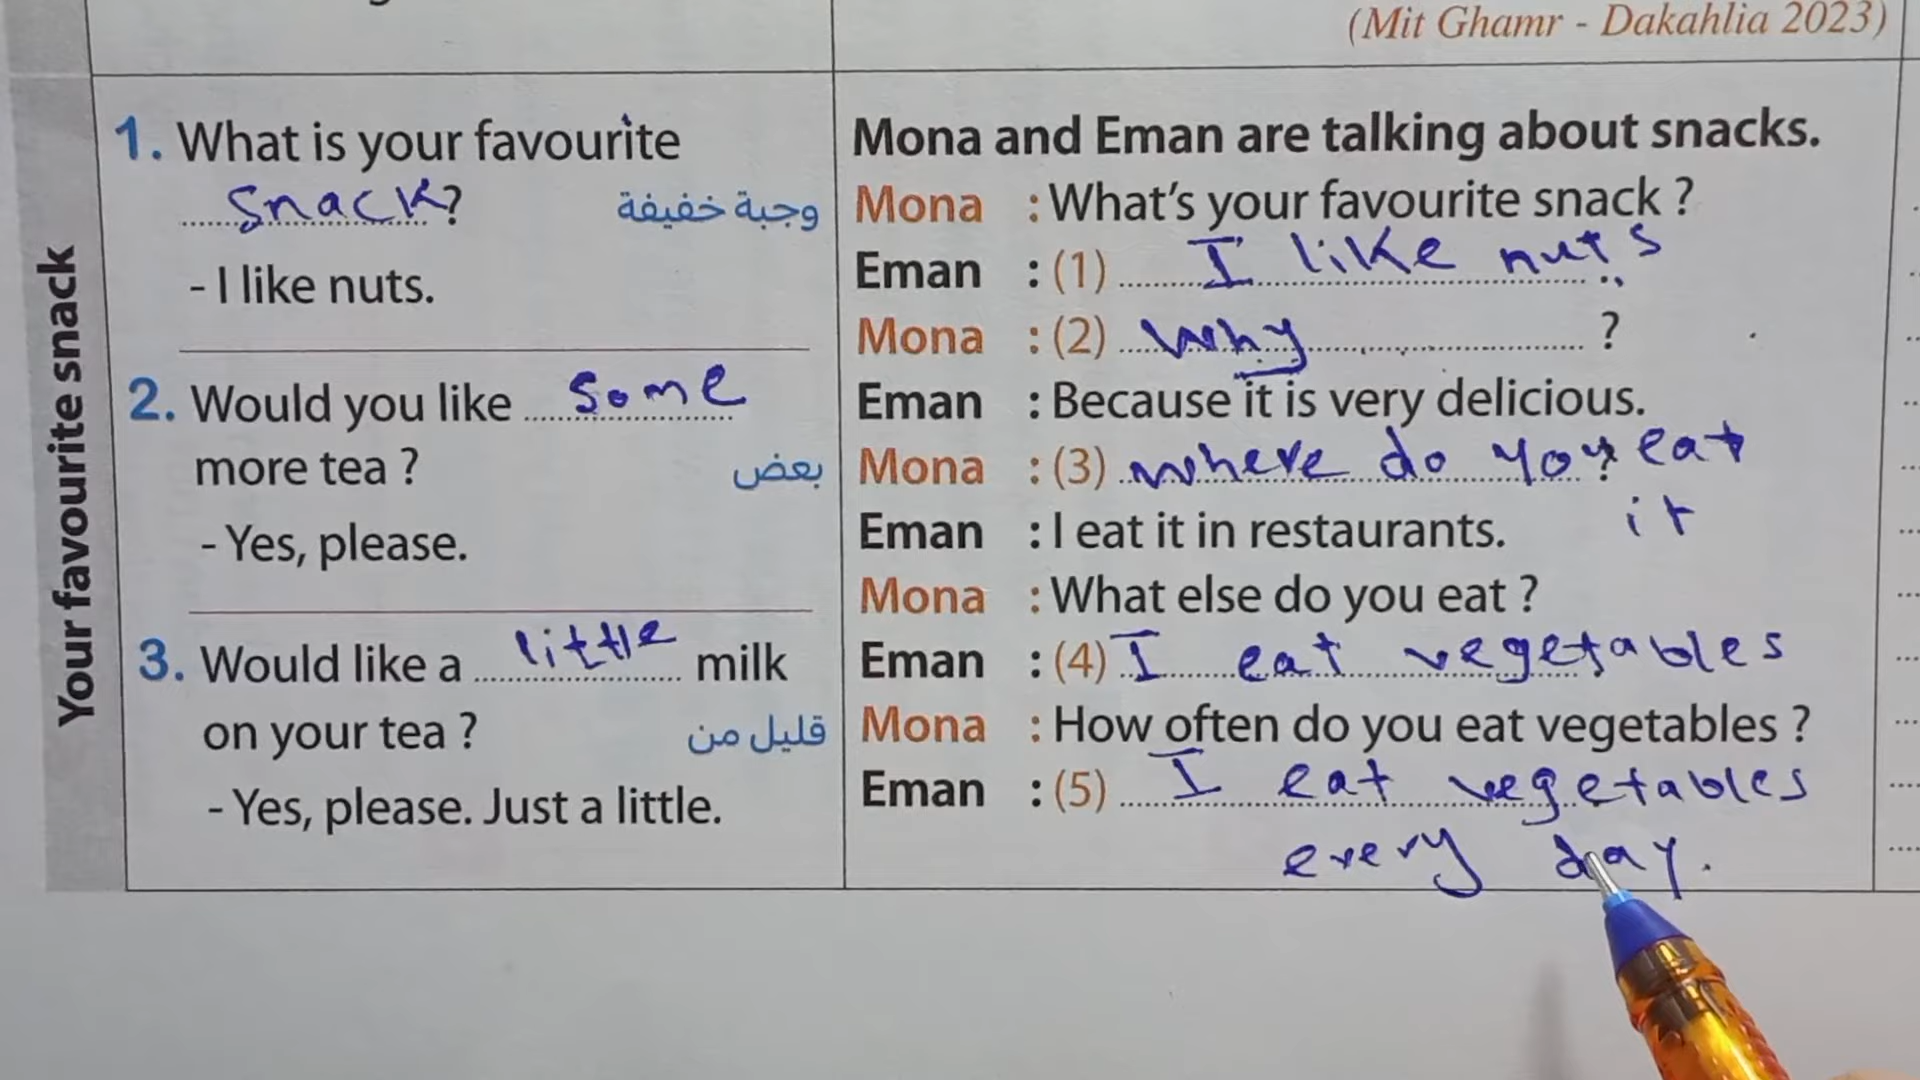 (Mit Ghamr - Dakahlia 2023)
Your favourite snack
1. What is your favourite
snack? وجبة خفيفة
- I like nuts.
2. Would you like some
more tea ? بعض
- Yes, please.
3. Would like a little milk
on your tea ? قليل من
- Yes, please. Just a little.
Mona and Eman are talking about snacks.
Mona : What's your favourite snack ?
Eman : (1) I like nuts
Mona : (2) Why ?
Eman : Because it is very delicious.
Mona : (3) where do you ? eat
it
Eman : I eat it in restaurants.
Mona : What else do you eat ?
Eman : (4) I eat vegetables
Mona : How often do you eat vegetables ?
Eman : (5) I eat vegetables
every day.